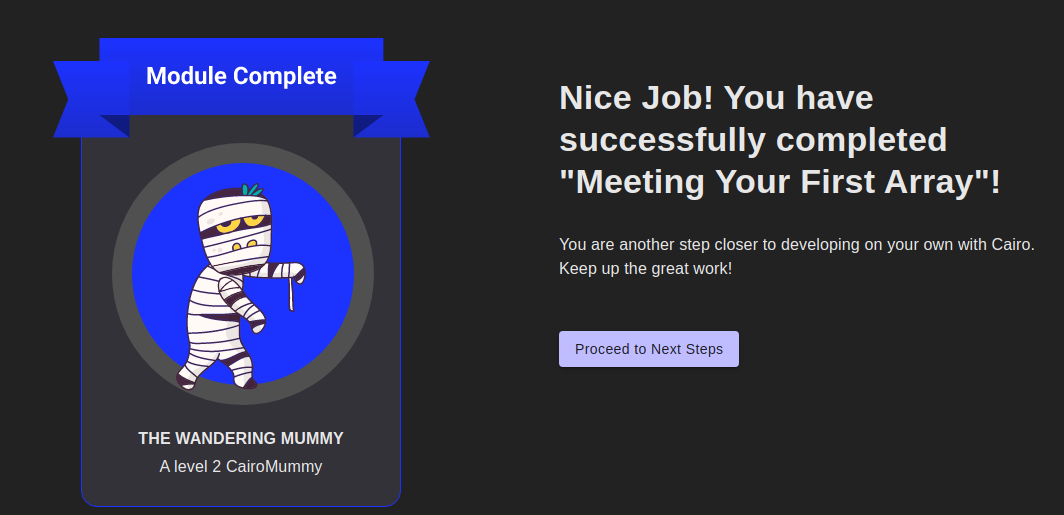 Module Complete
THE WANDERING MUMMY
A level 2 CairoMummy
Nice Job! You have
successfully completed
"Meeting Your First Array"!
You are another step closer to developing on your own with Cairo.
Keep up the great work!
Proceed to Next Steps